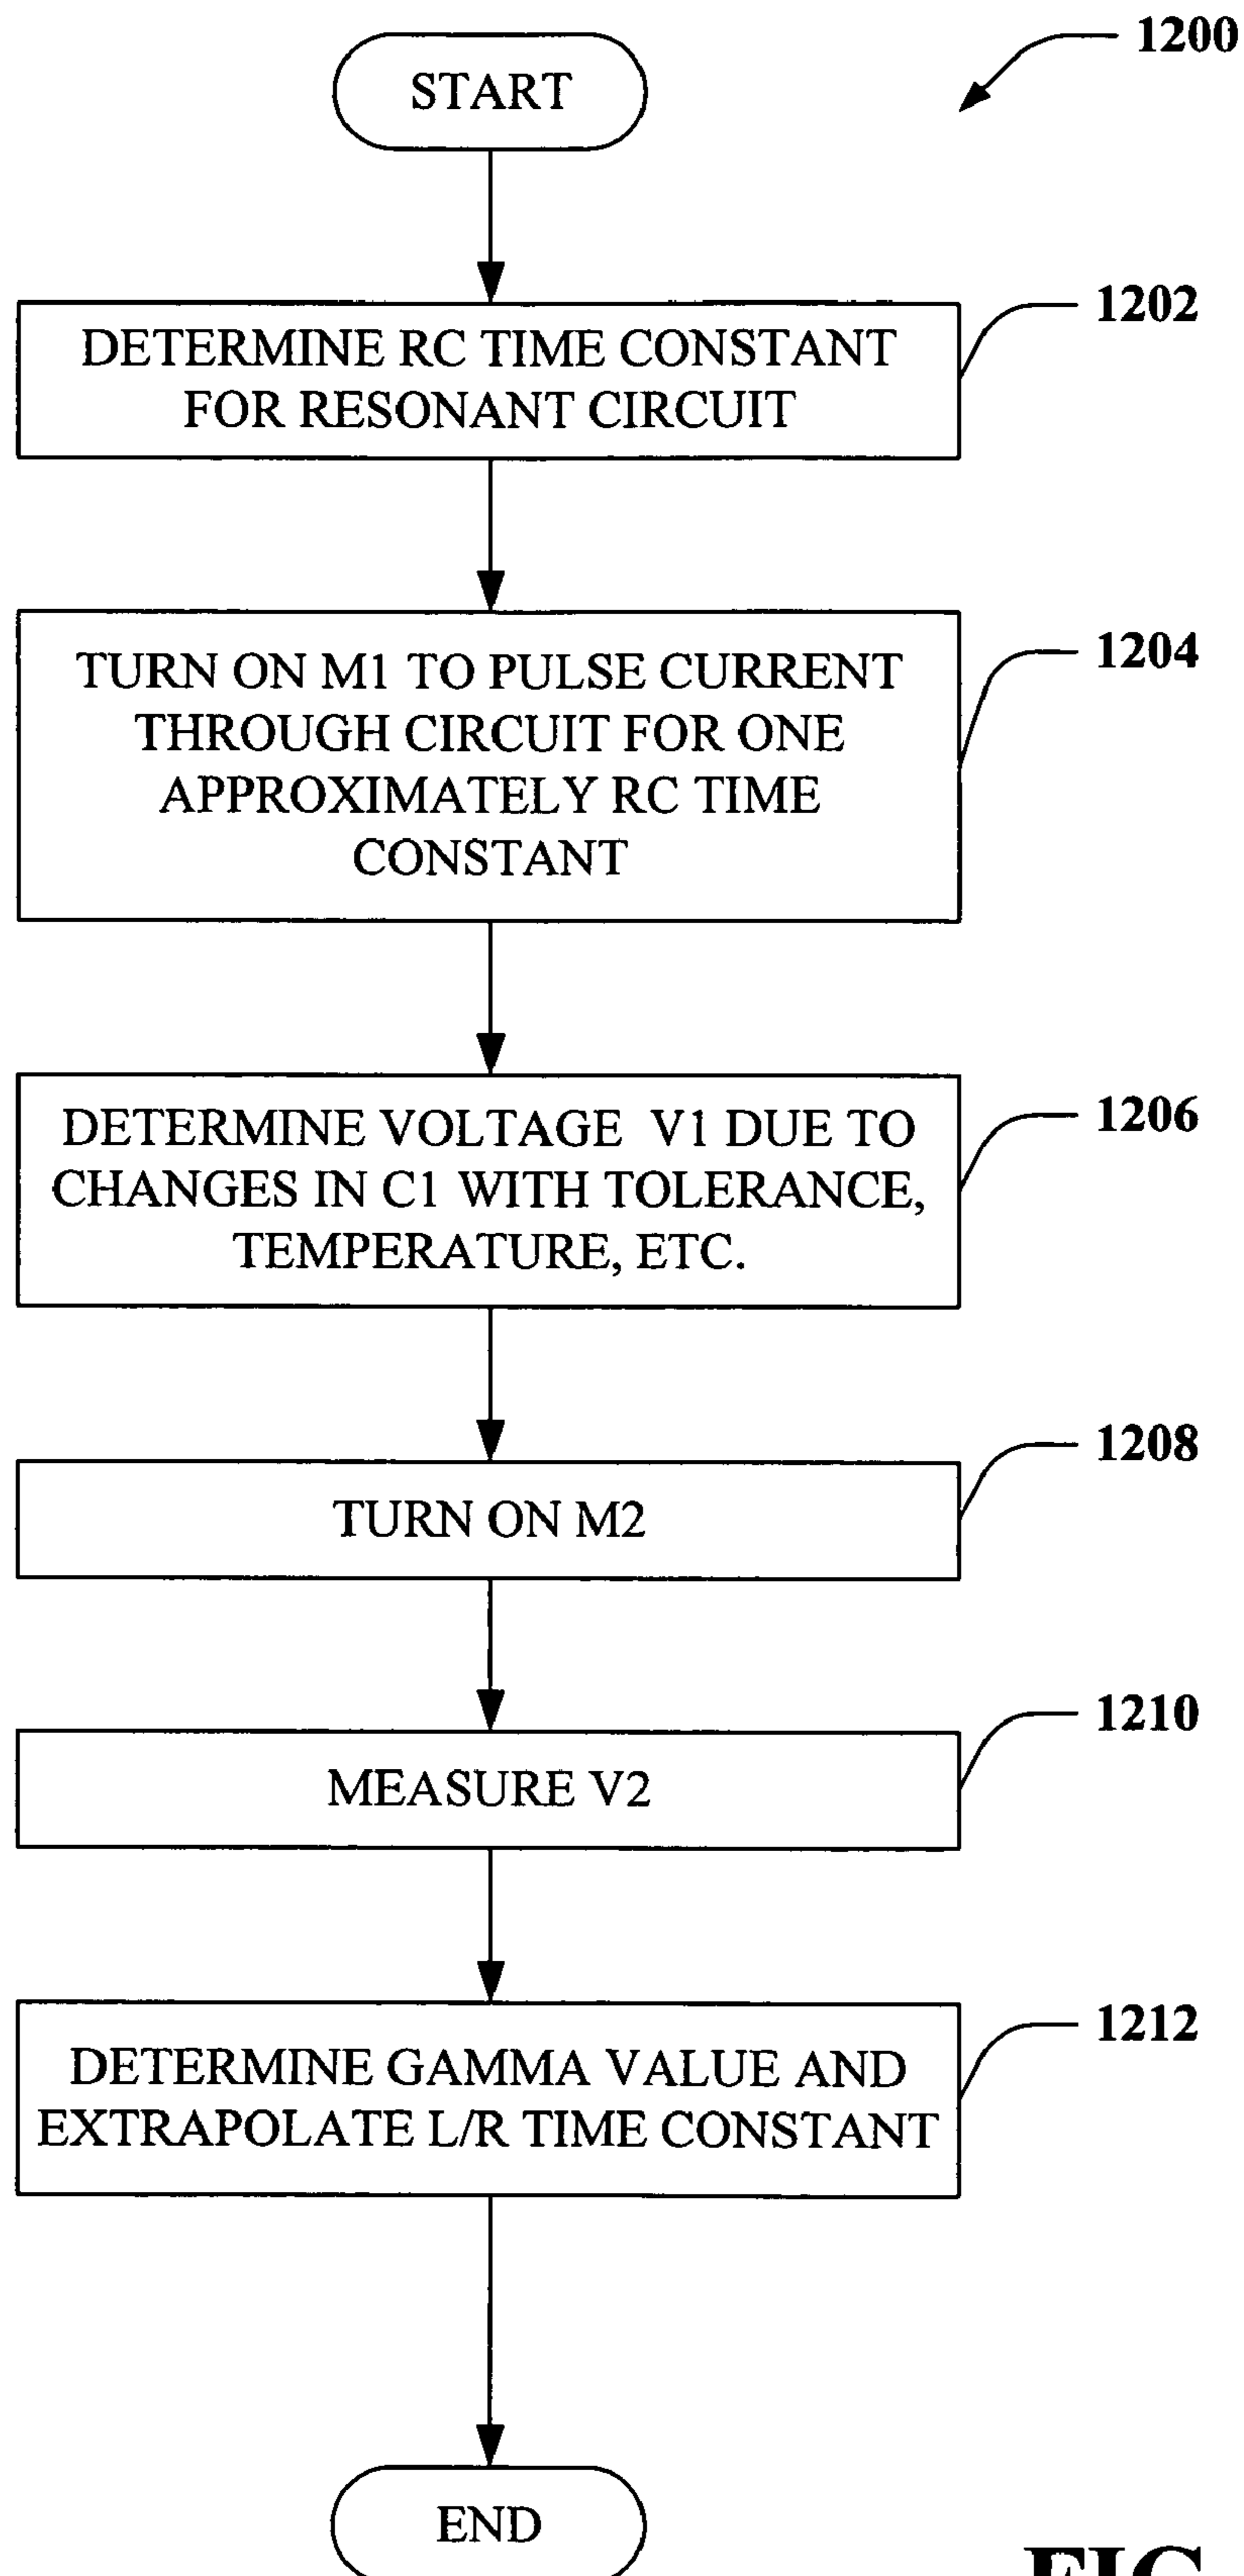 1200
START
1202
DETERMINE RC TIME CONSTANT
FOR RESONANT CIRCUIT
1204
TURN ON M1 TO PULSE CURRENT
THROUGH CIRCUIT FOR ONE
APPROXIMATELY RC TIME
CONSTANT
1206
DETERMINE VOLTAGE V1 DUE TO
CHANGES IN C1 WITH TOLERANCE,
TEMPERATURE, ETC.
1208
TURN ON M2
1210
MEASURE V2
1212
DETERMINE GAMMA VALUE AND
EXTRAPOLATE L/R TIME CONSTANT
END
FIG